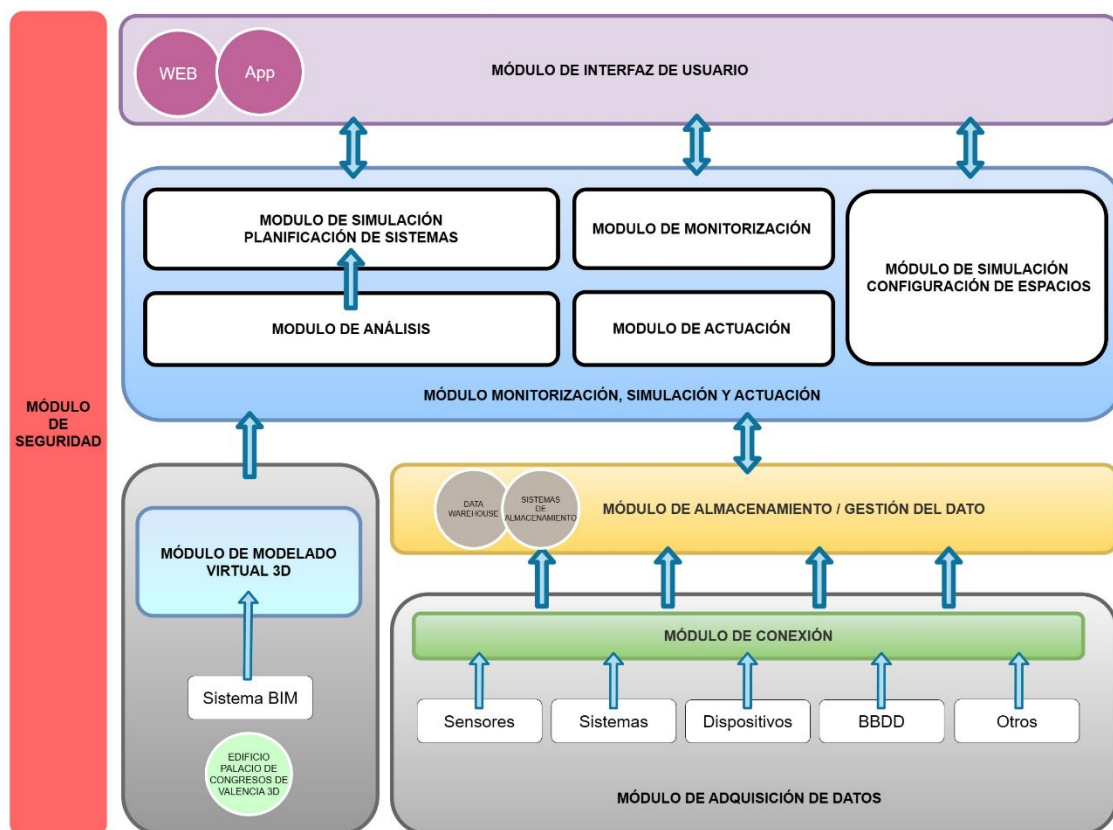 WEB
App
MÓDULO DE INTERFAZ DE USUARIO
MODULO DE SIMULACIÓN
PLANIFICACIÓN DE SISTEMAS
MODULO DE MONITORIZACIÓN
MÓDULO DE SIMULACIÓN
CONFIGURACIÓN DE ESPACIOS
MODULO DE ANÁLISIS
MODULO DE ACTUACIÓN
MÓDULO MONITORIZACIÓN, SIMULACIÓN Y ACTUACIÓN
MÓDULO
DE
SEGURIDAD
DATA
WAREHOUSE
SISTEMAS
DE
ALMACENAMIENTO
MÓDULO DE ALMACENAMIENTO / GESTIÓN DEL DATO
MÓDULO DE MODELADO
VIRTUAL 3D
Sistema BIM
EDIFICIO
PALACIO DE
CONGRESOS DE
VALENCIA 3D
MÓDULO DE CONEXIÓN
Sensores
Sistemas
Dispositivos
BBDD
Otros
MÓDULO DE ADQUISICIÓN DE DATOS